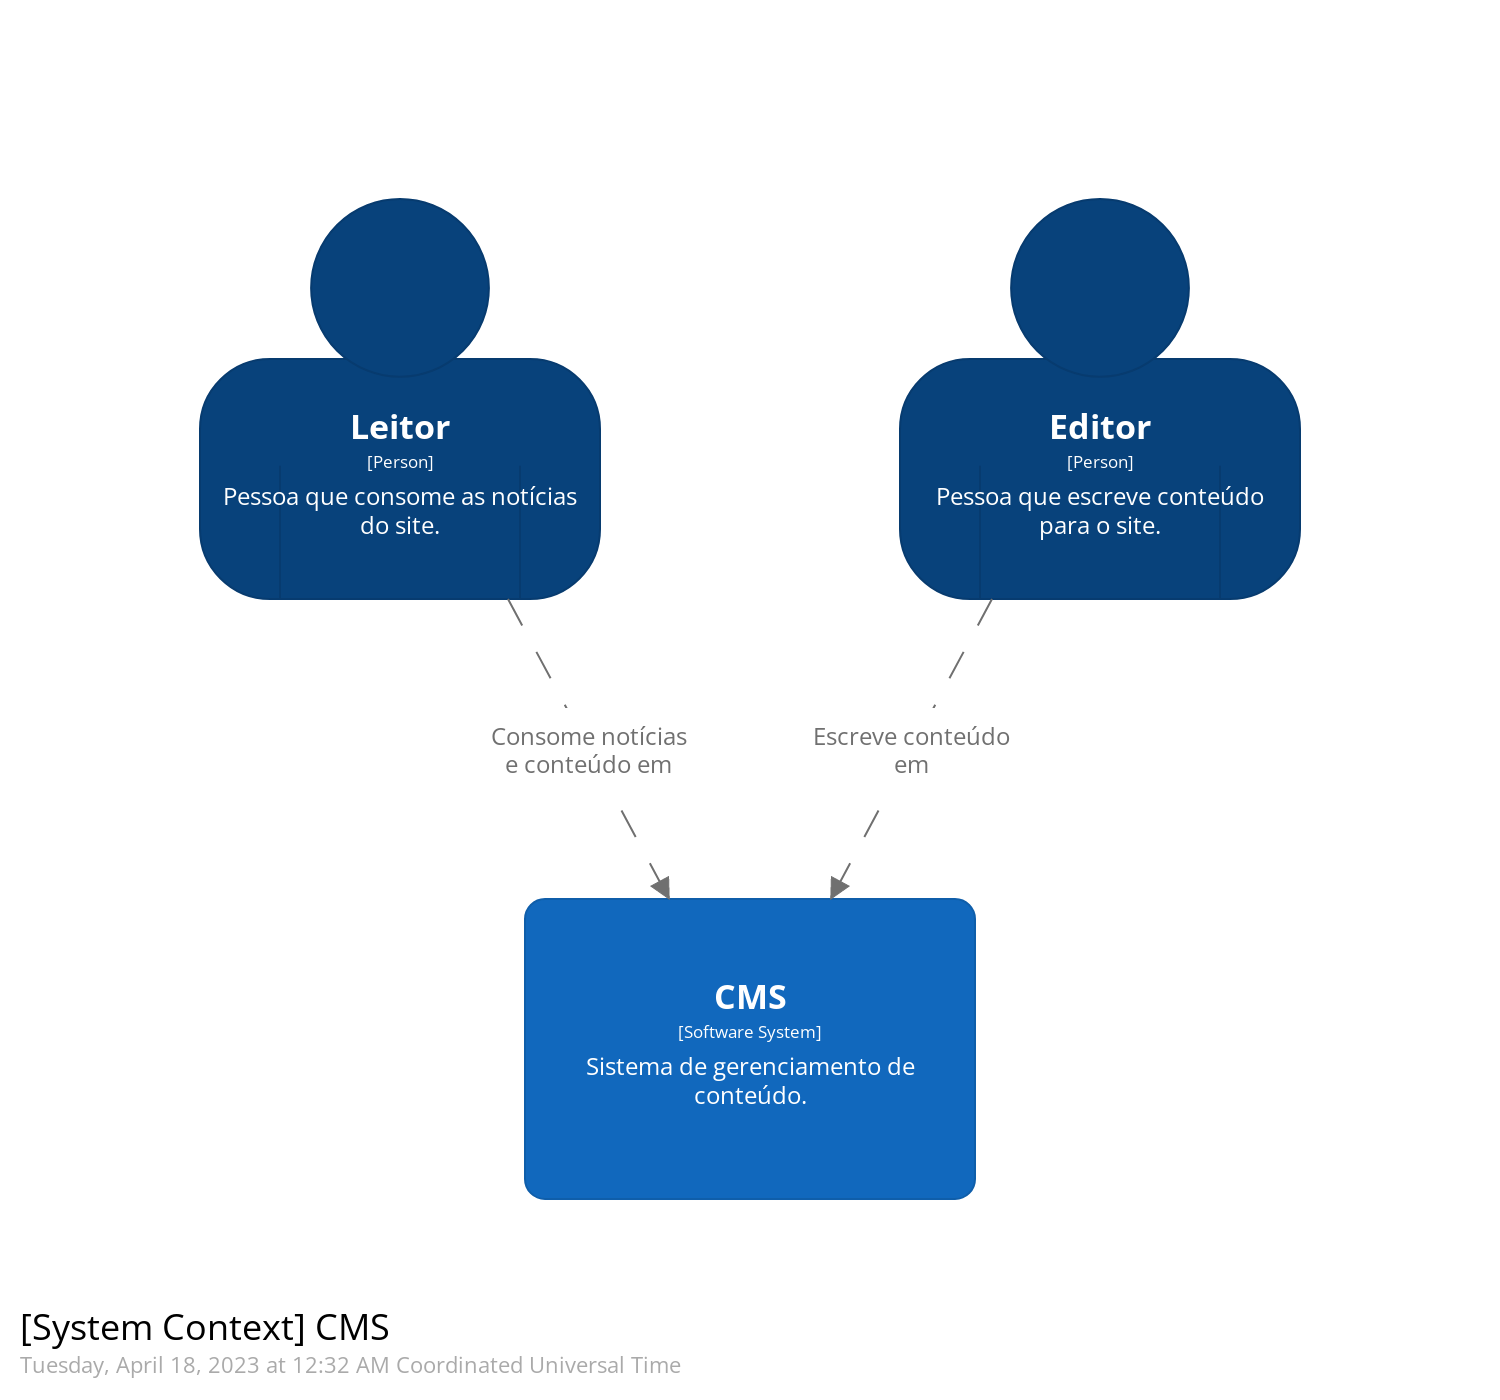 Leitor
[Person]
Pessoa que consome as notícias
do site.
Editor
[Person]
Pessoa que escreve conteúdo
para o site.
Consome notícias
e conteúdo em
Escreve conteúdo
em
CMS
[Software System]
Sistema de gerenciamento de
conteúdo.
[System Context] CMS
Tuesday, April 18, 2023 at 12:32 AM Coordinated Universal Time